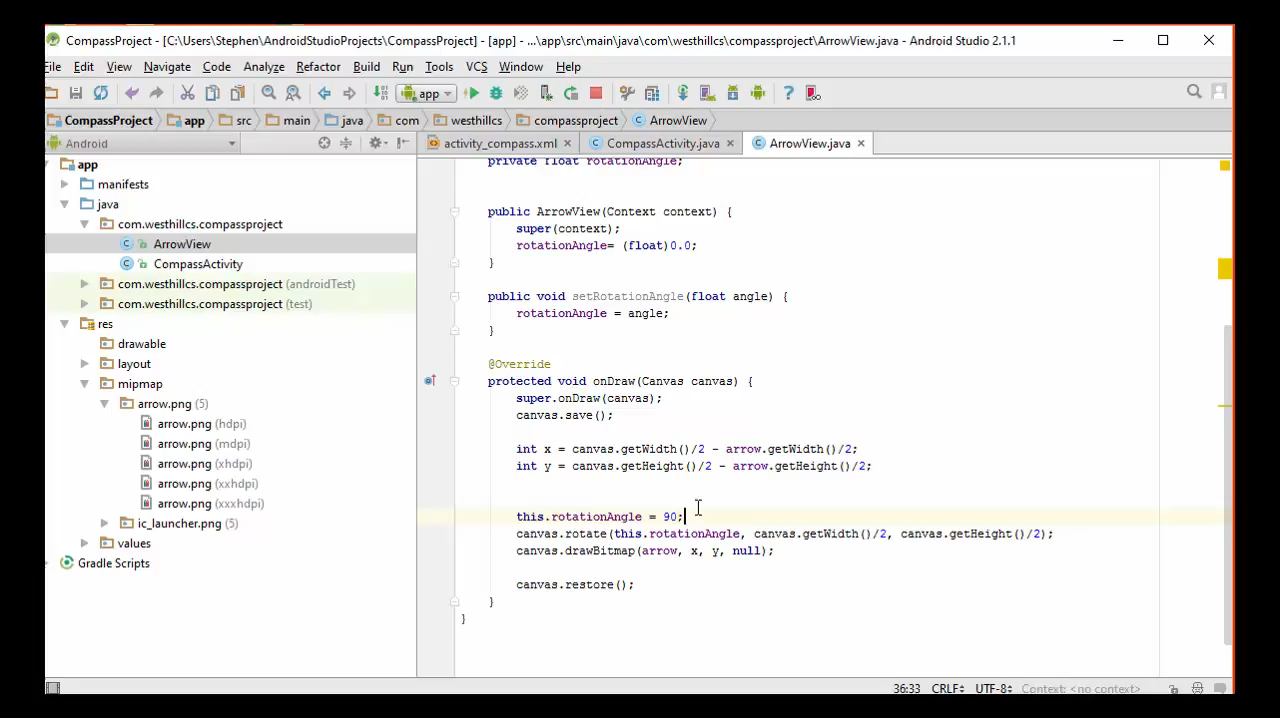 CompassProject - [C:\Users\Stephen\AndroidStudioProjects\CompassProject] - [app] - ...\app\src\main\java\com\westhillcs\compassproject\ArrowView.java - Android Studio 2.1.1
File Edit View Navigate Code Analyze Refactor Build Run Tools VCS Window Help
app
CompassProject app src main java com westhillcs compassproject ArrowView
Android
activity_compass.xml CompassActivity.java ArrowView.java
app
manifests
java
com.westhillcs.compassproject
ArrowView
CompassActivity
com.westhillcs.compassproject (androidTest)
com.westhillcs.compassproject (test)
res
drawable
layout
mipmap
arrow.png (5)
arrow.png (hdpi)
arrow.png (mdpi)
arrow.png (xhdpi)
arrow.png (xxhdpi)
arrow.png (xxxhdpi)
ic_launcher.png (5)
values
Gradle Scripts
private float rotationAngle;
public ArrowView(Context context) {
super(context);
rotationAngle= (float)0.0;
}
public void setRotationAngle(float angle) {
rotationAngle = angle;
}
@Override
protected void onDraw(Canvas canvas) {
super.onDraw(canvas);
canvas.save();
int x = canvas.getWidth()/2 - arrow.getWidth()/2;
int y = canvas.getHeight()/2 - arrow.getHeight()/2;
this.rotationAngle = 90;
canvas.rotate(this.rotationAngle, canvas.getWidth()/2, canvas.getHeight()/2);
canvas.drawBitmap(arrow, x, y, null);
canvas.restore();
}
}
36:33 CRLF UTF-8 Context: <no context>